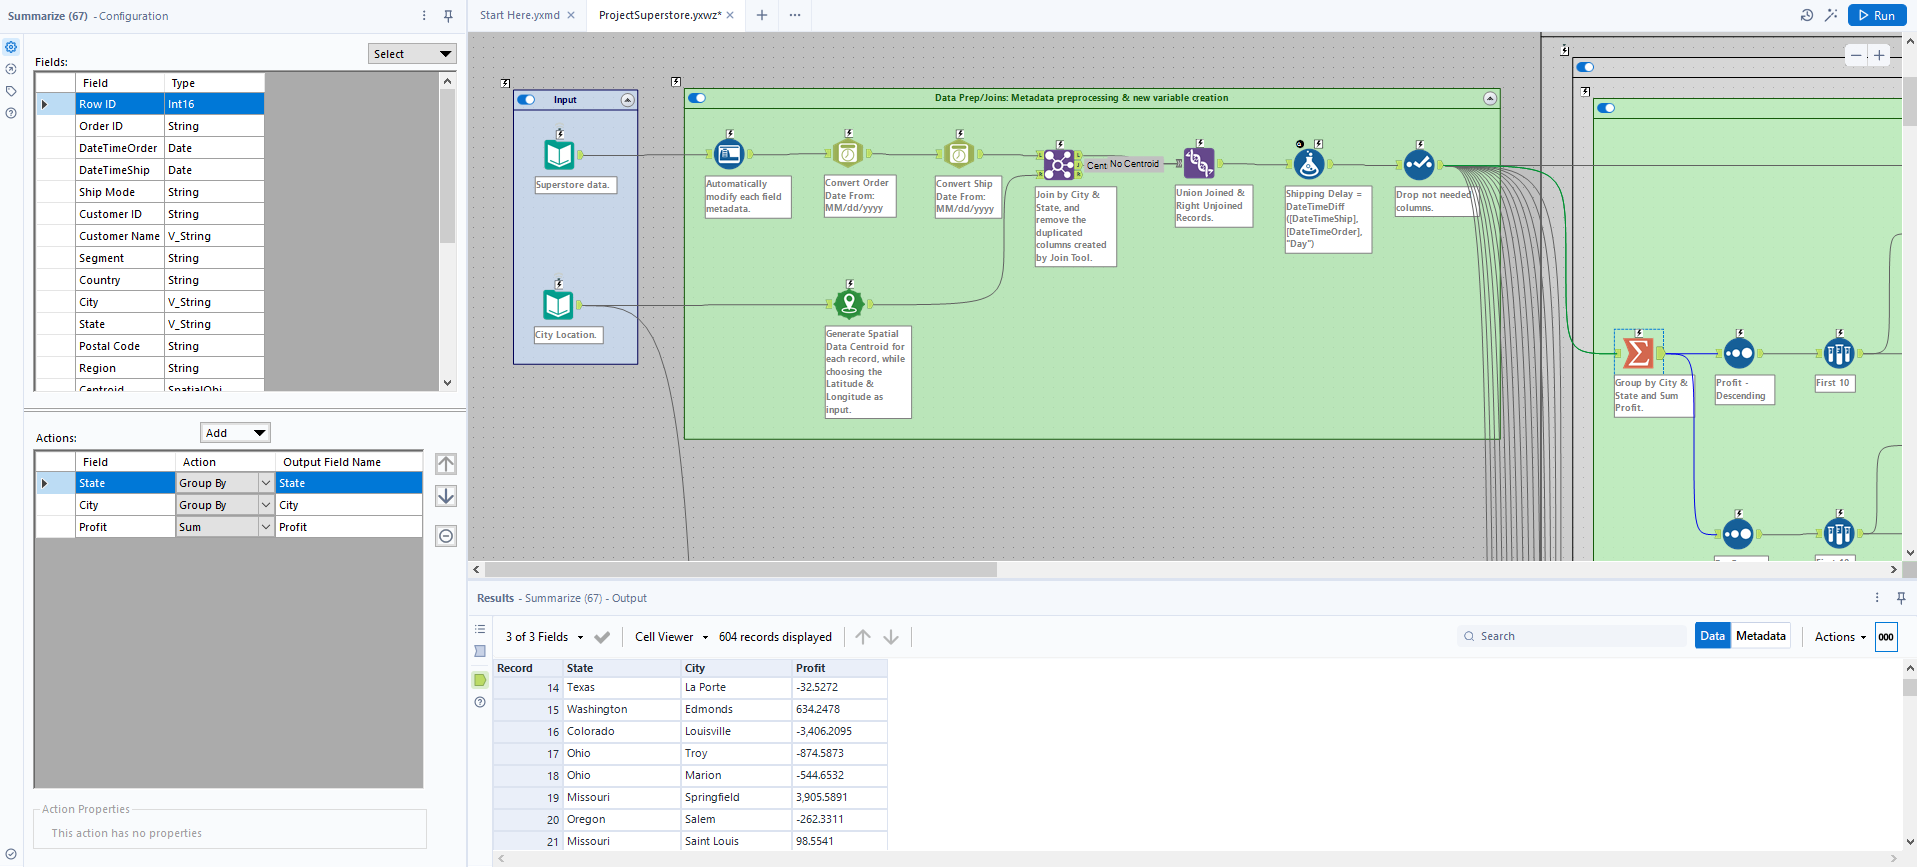 Summarize (67) - Configuration
Start Here.yxmd
ProjectSuperstore.yxwz*
Run
Fields:
Select
Field Type
Row ID Int16
Order ID String
DateTimeOrder Date
DateTimeShip Date
Ship Mode String
Customer ID String
Customer Name V_String
Segment String
Country String
City V_String
State V_String
Postal Code String
Region String
Centroid SpatialObj
Actions:
Add
Field Action Output Field Name
State Group By State
City Group By City
Profit Sum Profit
Action Properties
This action has no properties
Input
Superstore data.
City Location.
Data Prep/Joins: Metadata preprocessing & new variable creation
Automatically
modify each field
metadata.
Convert Order
Date From:
MM/dd/yyyy
Convert Ship
Date From:
MM/dd/yyyy
L
R
L
J
R
Cent
No Centroid
Join by City &
State, and
remove the
duplicated
columns created
by Join Tool.
Union Joined &
Right Unjoined
Records.
Shipping Delay =
DateTimeDiff
([DateTimeShip],
[DateTimeOrder],
"Day")
Drop not needed
columns.
Generate Spatial
Data Centroid for
each record, while
choosing the
Latitude &
Longitude as
input.
Group by City &
State and Sum
Profit.
Profit -
Descending
First 10
Results - Summarize (67) - Output
3 of 3 Fields
Cell Viewer
604 records displayed
Search
Data
Metadata
Actions
000
Record State City Profit
14 Texas La Porte -32.5272
15 Washington Edmonds 634.2478
16 Colorado Louisville -3,406.2095
17 Ohio Troy -874.5873
18 Ohio Marion -544.6532
19 Missouri Springfield 3,905.5891
20 Oregon Salem -262.3311
21 Missouri Saint Louis 98.5541